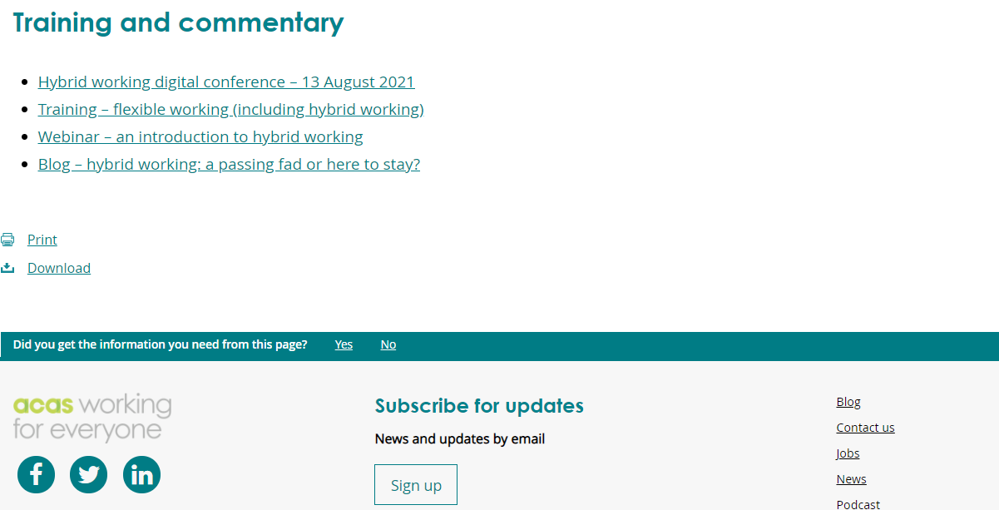 Training and commentary
Hybrid working digital conference – 13 August 2021
Training – flexible working (including hybrid working)
Webinar – an introduction to hybrid working
Blog – hybrid working: a passing fad or here to stay?
Print
Download
Did you get the information you need from this page? Yes No
acas working
for everyone
Subscribe for updates
News and updates by email
Sign up
Blog
Contact us
Jobs
News
Podcast